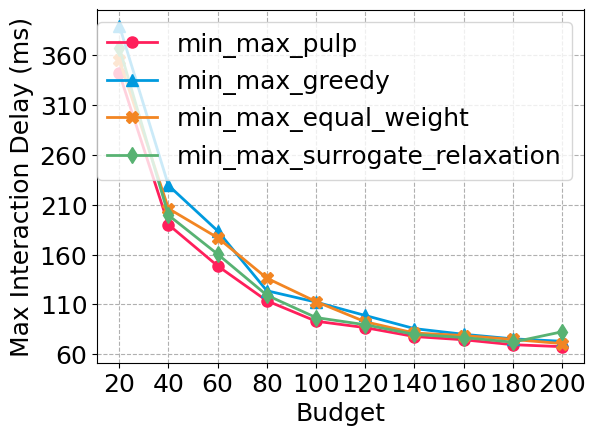 min_max_pulp
min_max_greedy
min_max_equal_weight
min_max_surrogate_relaxation
Max Interaction Delay (ms)
360
310
260
210
160
110
60
20 40 60 80 100 120 140 160 180 200
Budget